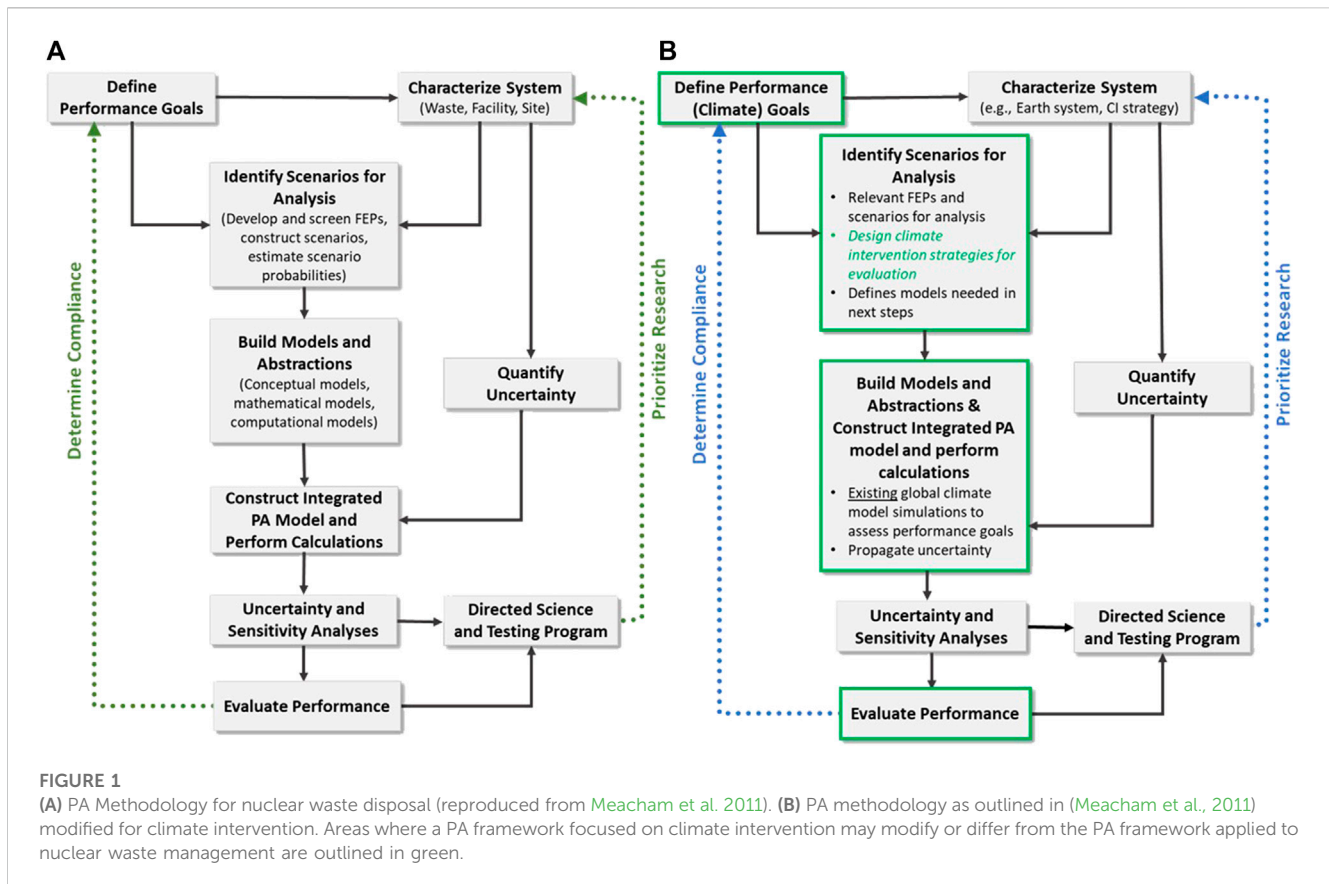 A
Define
Performance Goals
Characterize System
(Waste, Facility, Site)
Identify Scenarios for
Analysis
(Develop and screen FEPs,
construct scenarios,
estimate scenario
probabilities)
Build Models and
Abstractions
(Conceptual models,
mathematical models,
computational models)
Quantify
Uncertainty
Construct Integrated
PA Model and
Perform Calculations
Uncertainty and
Sensitivity Analyses
Directed Science
and Testing Program
Evaluate Performance
Determine Compliance
Prioritize Research
B
Define Performance
(Climate) Goals
Characterize System
(e.g., Earth system, CI strategy)
Identify Scenarios for
Analysis
• Relevant FEPs and
scenarios for analysis
• Design climate
intervention strategies for
evaluation
• Defines models needed in
next steps
Build Models and
Abstractions &
Construct Integrated PA
model and perform
calculations
• Existing global climate
model simulations to
assess performance goals
• Propagate uncertainty
Quantify
Uncertainty
Uncertainty and
Sensitivity Analyses
Directed Science
and Testing Program
Evaluate Performance
Determine Compliance
Prioritize Research
FIGURE 1
(A) PA Methodology for nuclear waste disposal (reproduced from Meacham et al. 2011). (B) PA methodology as outlined in (Meacham et al., 2011)
modified for climate intervention. Areas where a PA framework focused on climate intervention may modify or differ from the PA framework applied to
nuclear waste management are outlined in green.